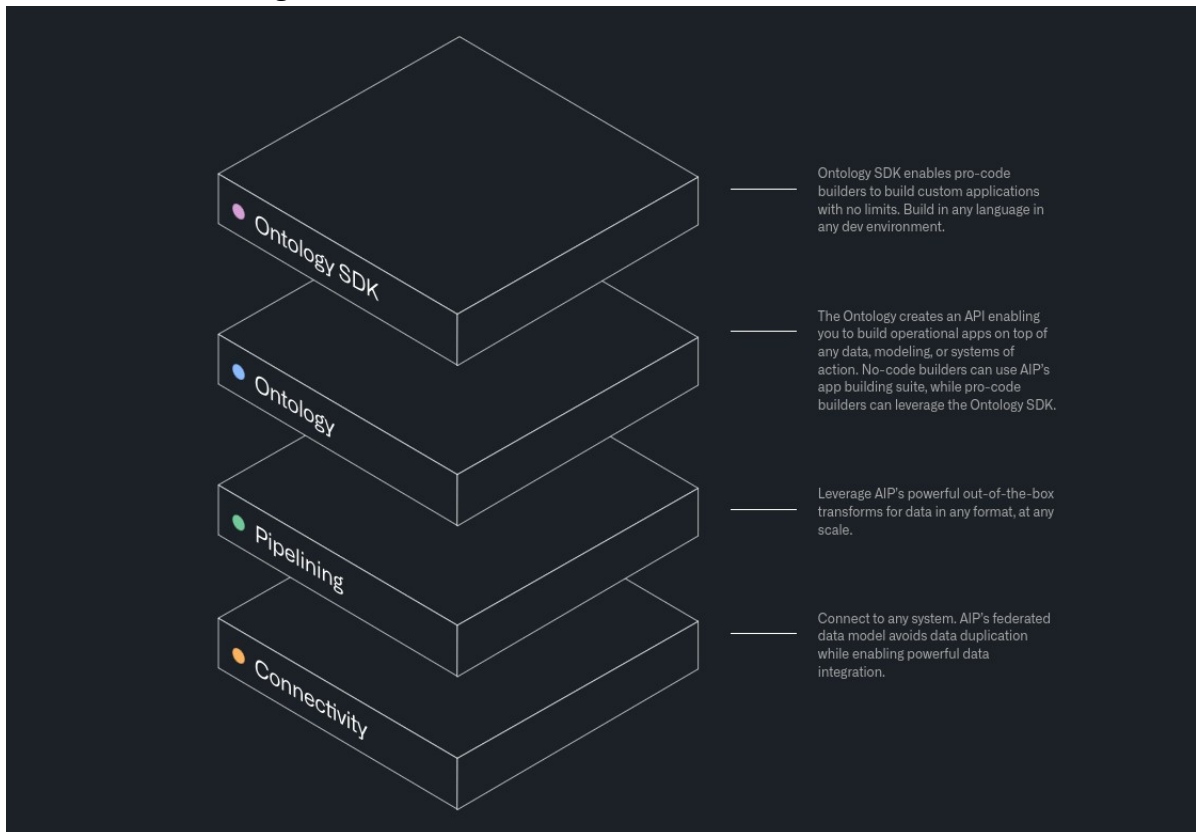 Ontology SDK
Ontology SDK enables pro-code
builders to build custom applications
with no limits. Build in any language in
any dev environment.
Ontology
The Ontology creates an API enabling
you to build operational apps on top of
any data, modeling, or systems of
action. No-code builders can use AIP's
app building suite, while pro-code
builders can leverage the Ontology SDK.
Pipelining
Leverage AIP's powerful out-of-the-box
transforms for data in any format, at any
scale.
Connectivity
Connect to any system. AIP's federated
data model avoids data duplication
while enabling powerful data
integration.